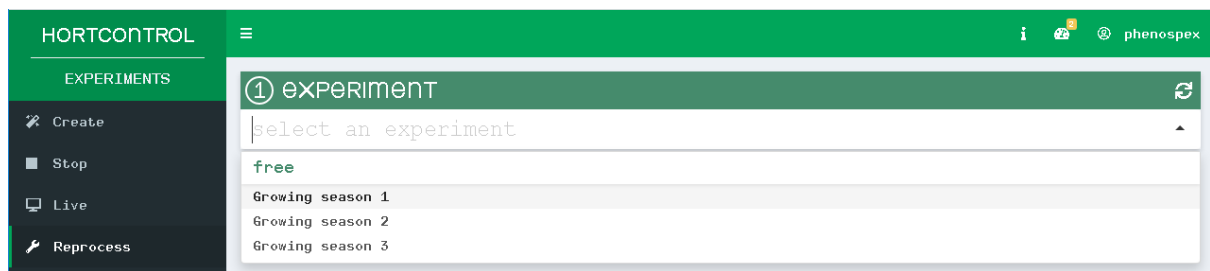 HORTCONTROL
EXPERIMENTS
Create
Stop
Live
Reprocess
i 2 phenospex
1 experiment
select an experiment
free
Growing season 1
Growing season 2
Growing season 3